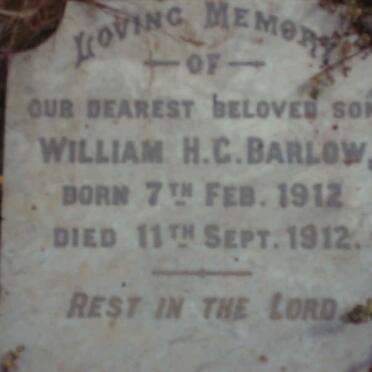 Loving Memory
— OF —
OUR DEAREST BELOVED SON
WILLIAM H.C. BARLOW,
BORN 7TH FEB. 1912
DIED 11TH SEPT. 1912.
REST IN THE LORD